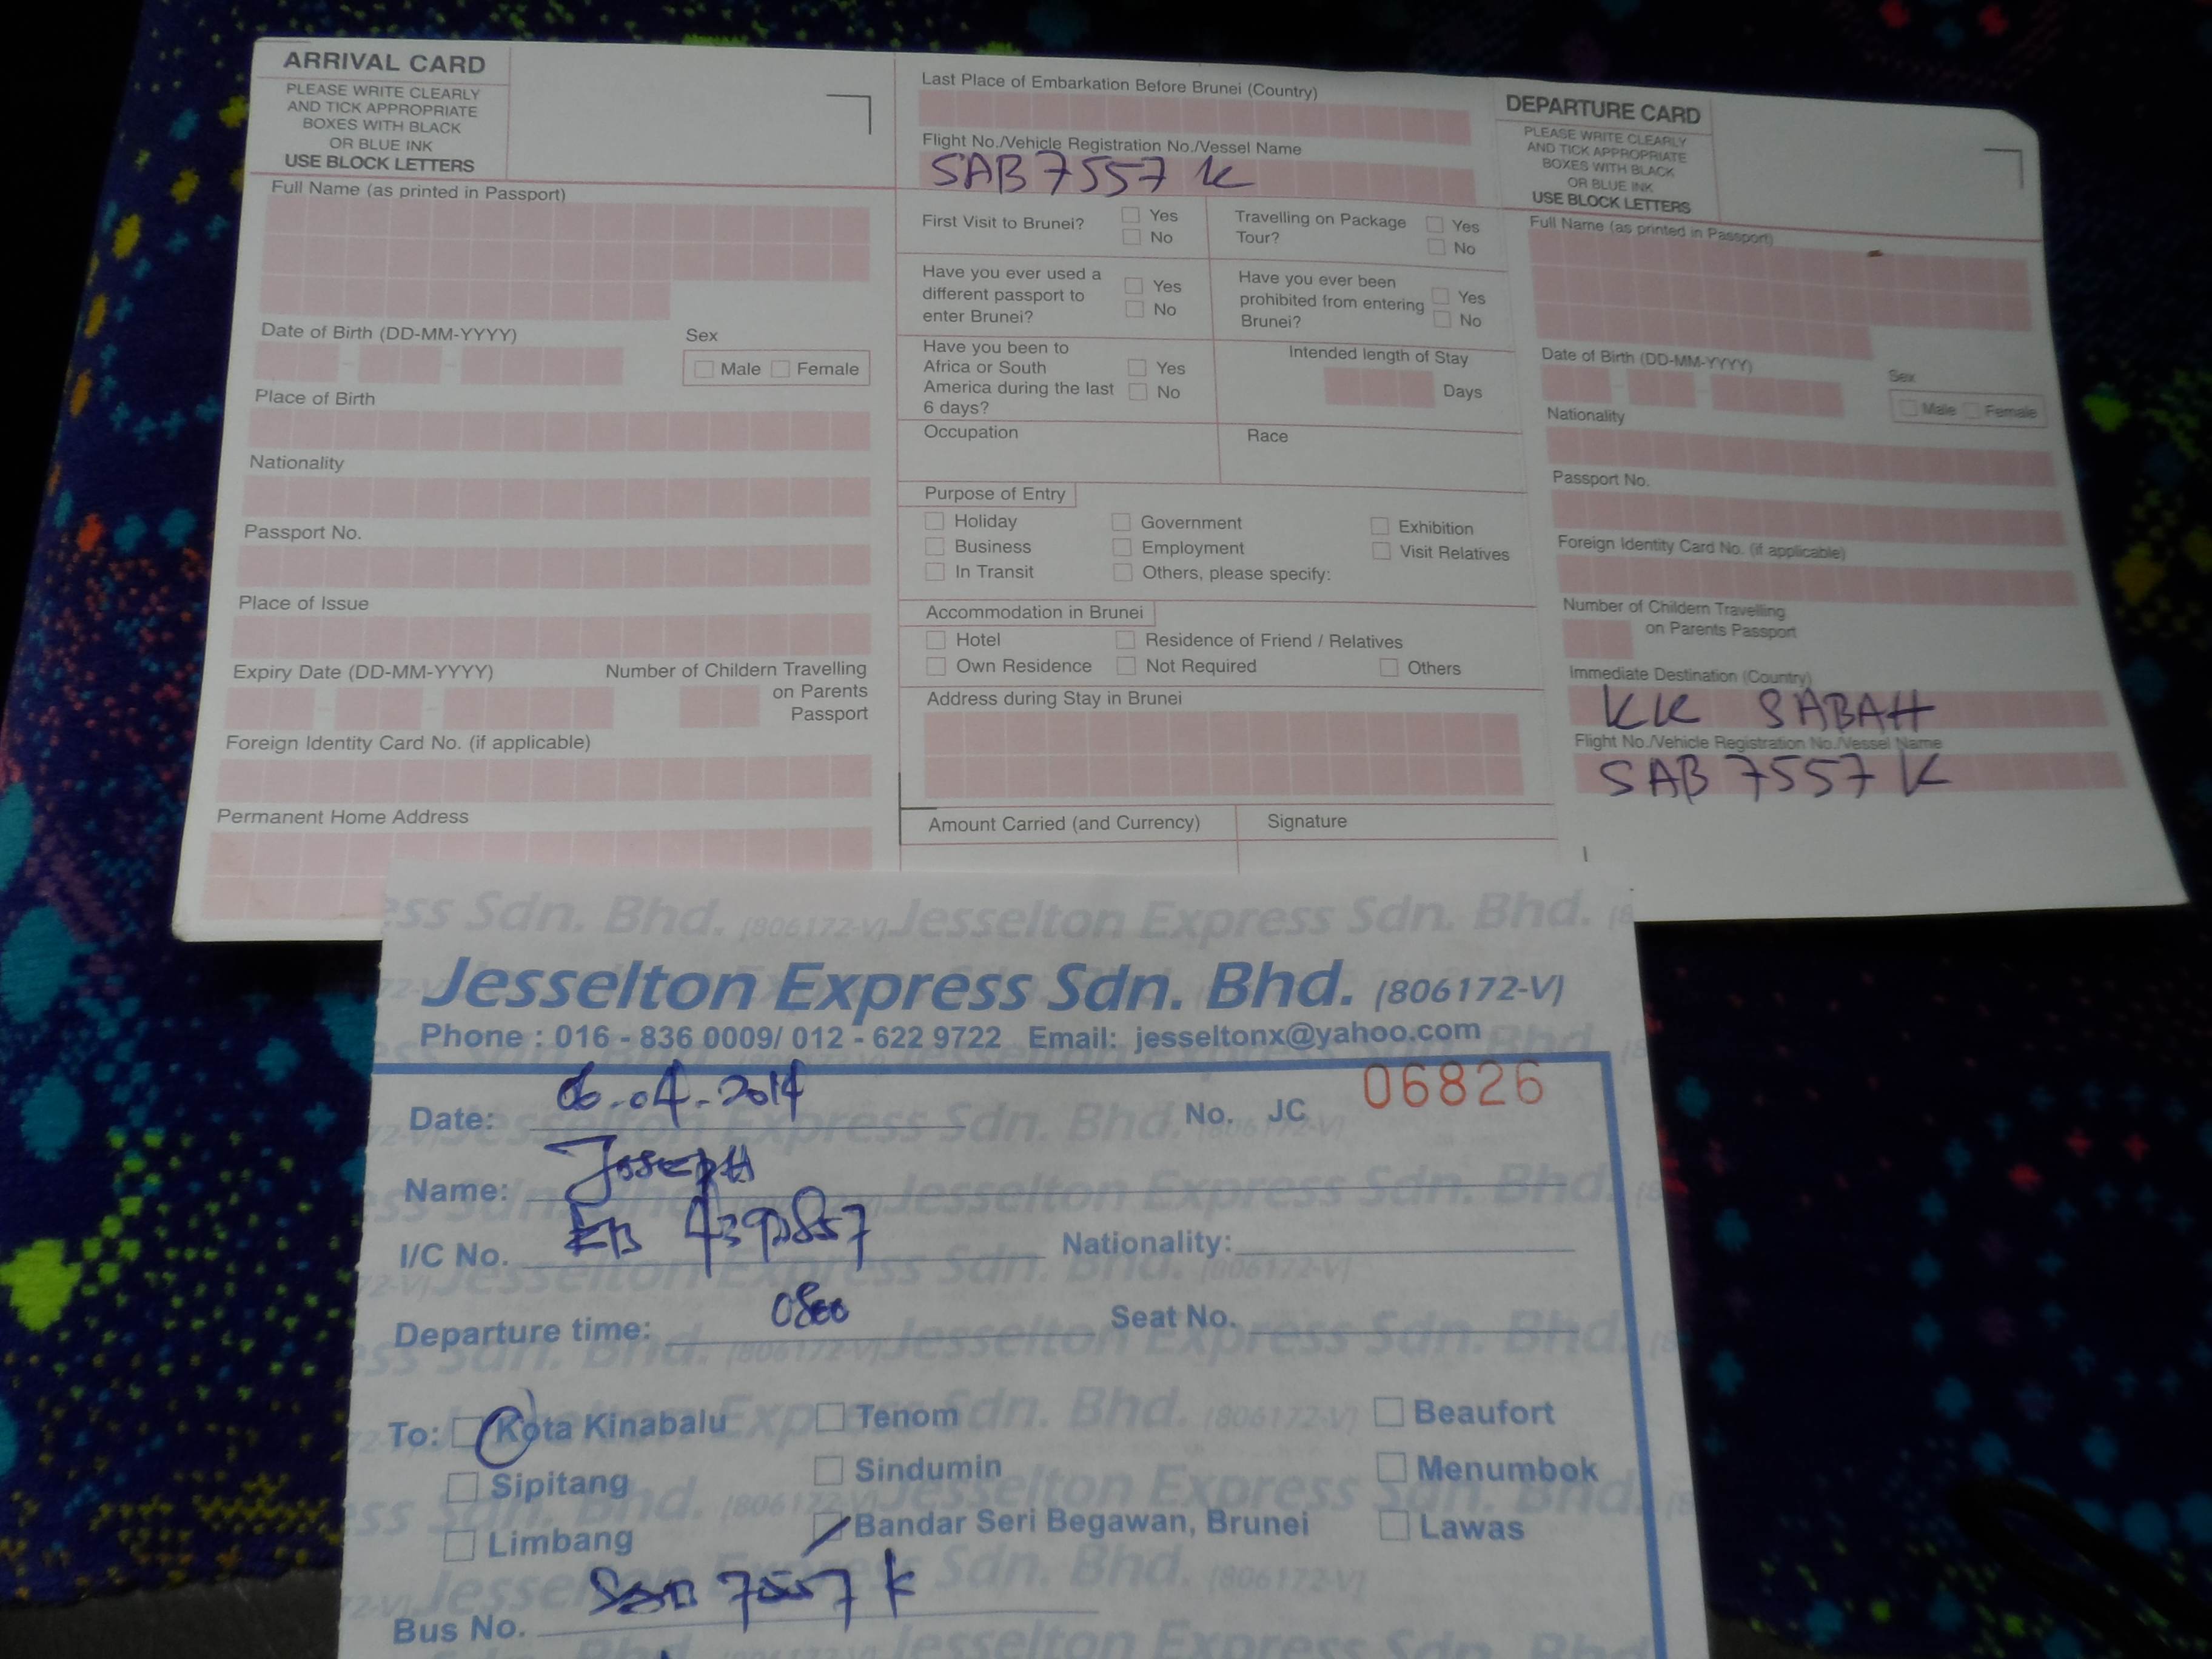 ARRIVAL CARD
PLEASE WRITE CLEARLY
AND TICK APPROPRIATE
BOXES WITH BLACK
OR BLUE INK
USE BLOCK LETTERS
Full Name (as printed in Passport)
Date of Birth (DD-MM-YYYY)
Sex
Male Female
Place of Birth
Nationality
Passport No.
Place of Issue
Expiry Date (DD-MM-YYYY)
Number of Childern Travelling
on Parents
Passport
Foreign Identity Card No. (if applicable)
Permanent Home Address
Last Place of Embarkation Before Brunei (Country)
Flight No./Vehicle Registration No./Vessel Name
SAB 7557 K
First Visit to Brunei? Yes
No
Travelling on Package
Tour? Yes
No
Have you ever used a
different passport to
enter Brunei? Yes
No
Have you ever been
prohibited from entering
Brunei? Yes
No
Have you been to
Africa or South
America during the last
6 days? Yes
No
Intended length of Stay
Days
Occupation
Race
Purpose of Entry
Holiday Government Exhibition
Business Employment Visit Relatives
In Transit Others, please specify:
Accommodation in Brunei
Hotel Residence of Friend / Relatives
Own Residence Not Required Others
Address during Stay in Brunei
Amount Carried (and Currency) Signature
DEPARTURE CARD
PLEASE WRITE CLEARLY
AND TICK APPROPRIATE
BOXES WITH BLACK
OR BLUE INK
USE BLOCK LETTERS
Full Name (as printed in Passport)
Date of Birth (DD-MM-YYYY)
Sex
Male Female
Nationality
Passport No.
Foreign Identity Card No. (if applicable)
Number of Childern Travelling
on Parents Passport
Immediate Destination (Country)
KK SABAH
Flight No./Vehicle Registration No./Vessel Name
SAB 7557 K
Jesselton Express Sdn. Bhd. (806172-V)
Phone : 016 - 836 0009/ 012 - 622 9722 Email: jesseltonx@yahoo.com
Date: 06.04.2014 No. JC 06826
Name: JOSEPH
I/C No. EB Nationality:
Departure time: 0800 Seat No.
To: Kota Kinabalu Tenom Beaufort
Sipitang Sindumin Menumbok
Limbang Bandar Seri Begawan, Brunei Lawas
Bus No. SAB 7557 K